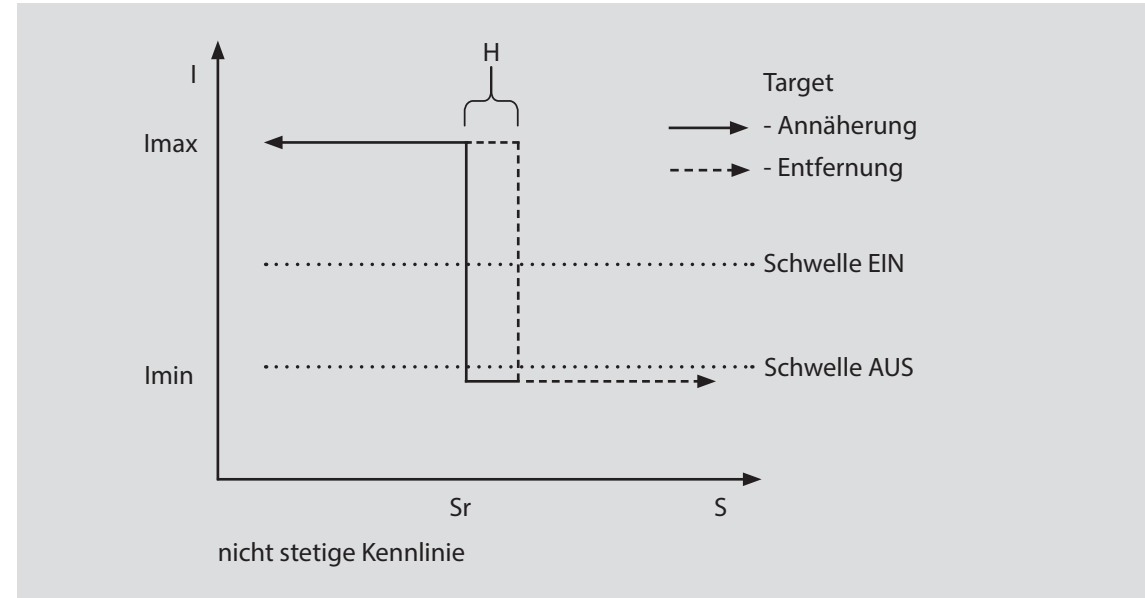 H
I
Target
Imax
- Annäherung
- Entfernung
Schwelle EIN
Imin
Schwelle AUS
Sr
S
nicht stetige Kennlinie